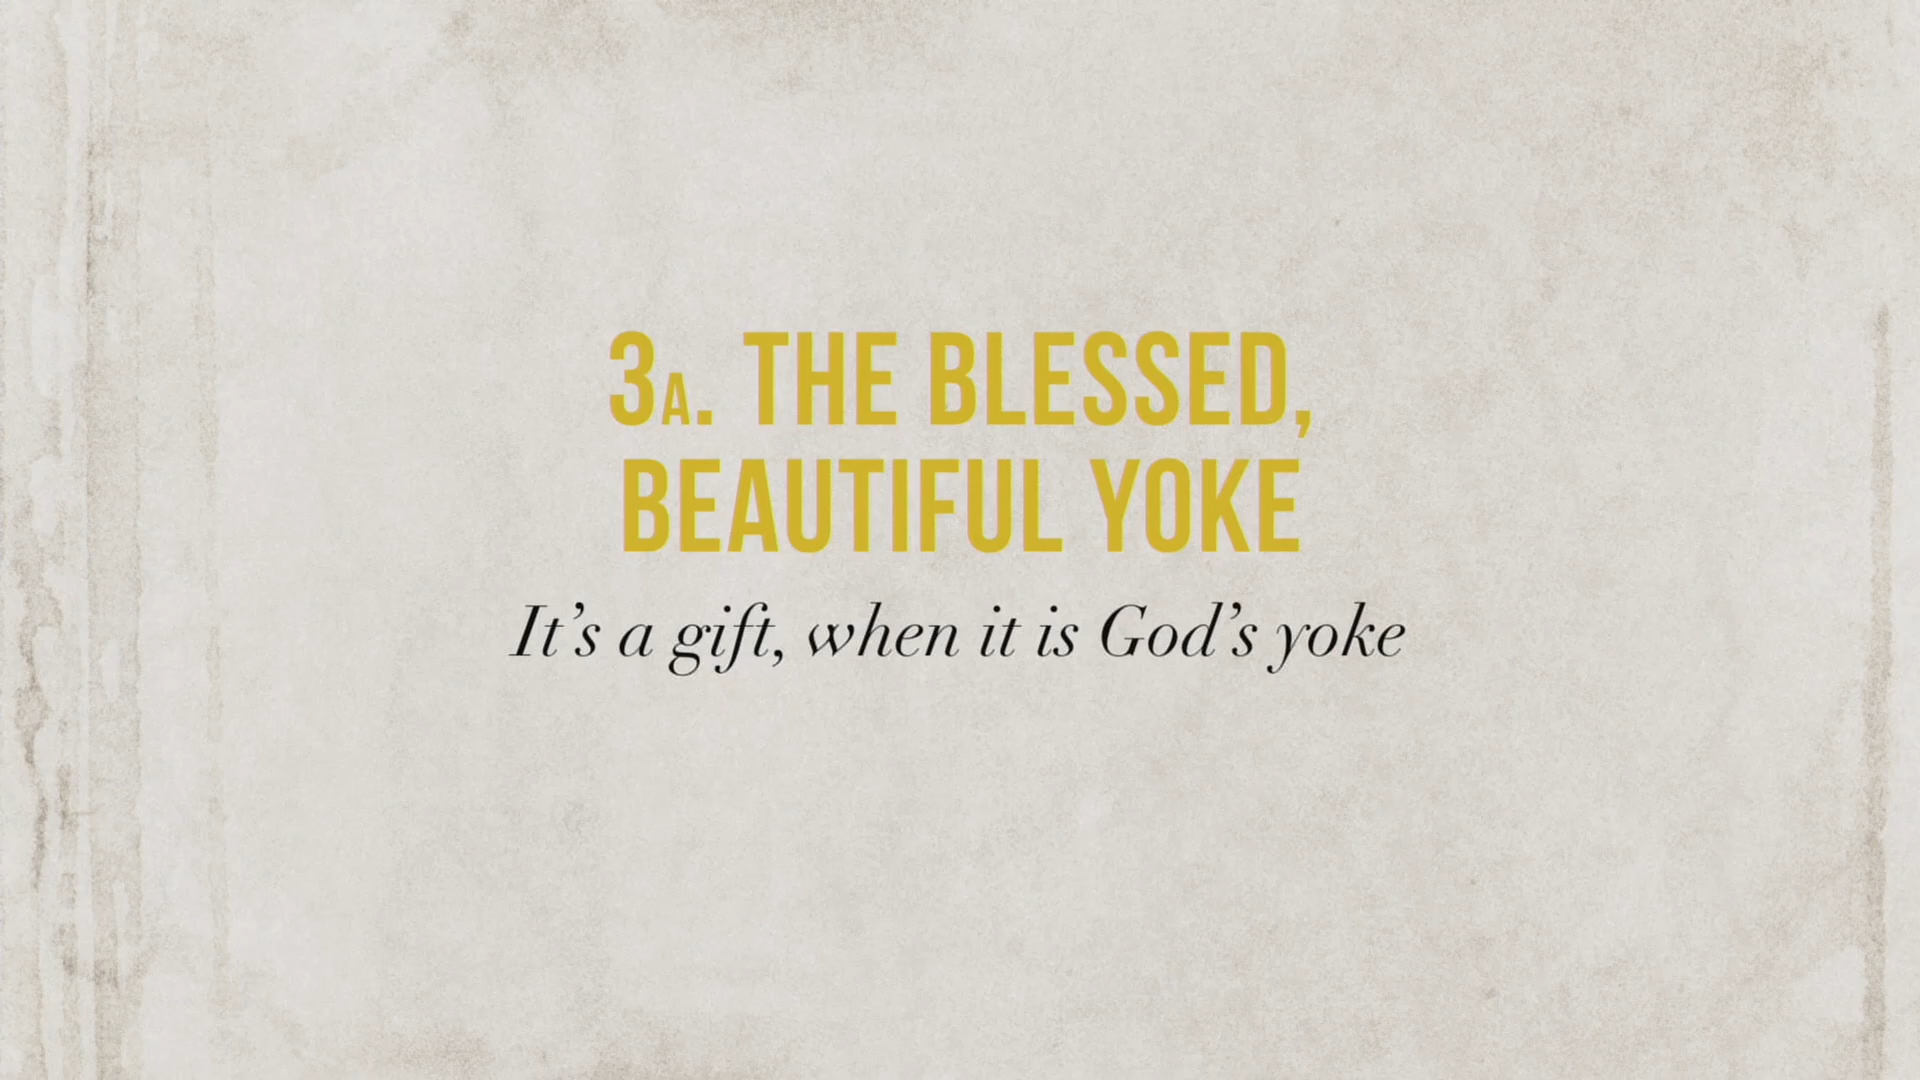 3A. THE BLESSED,
BEAUTIFUL YOKE
It’s a gift, when it is God’s yoke